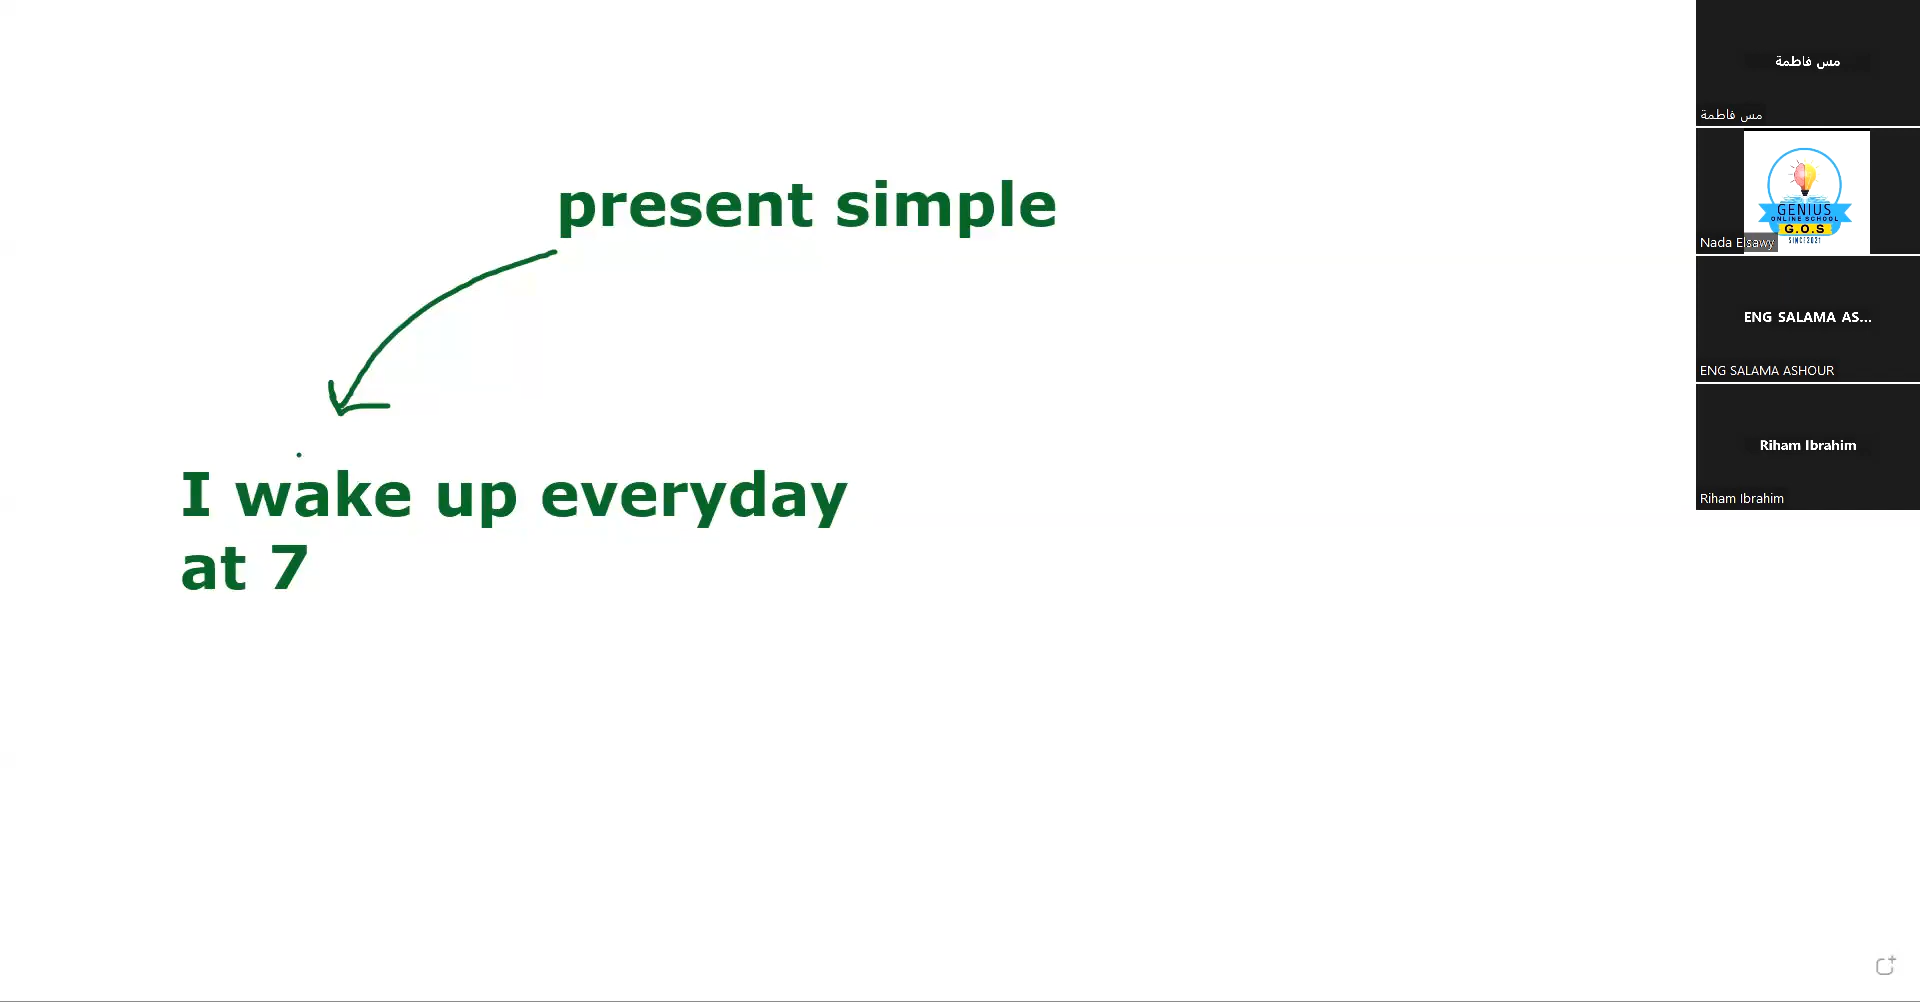 present simple
I wake up everyday
at 7
مس فاطمة
مس فاطمة
GENIUS
ONLINE SCHOOL
G.O.S
SINCE2021
Nada Elsawy
ENG SALAMA AS...
ENG SALAMA ASHOUR
Riham Ibrahim
Riham Ibrahim